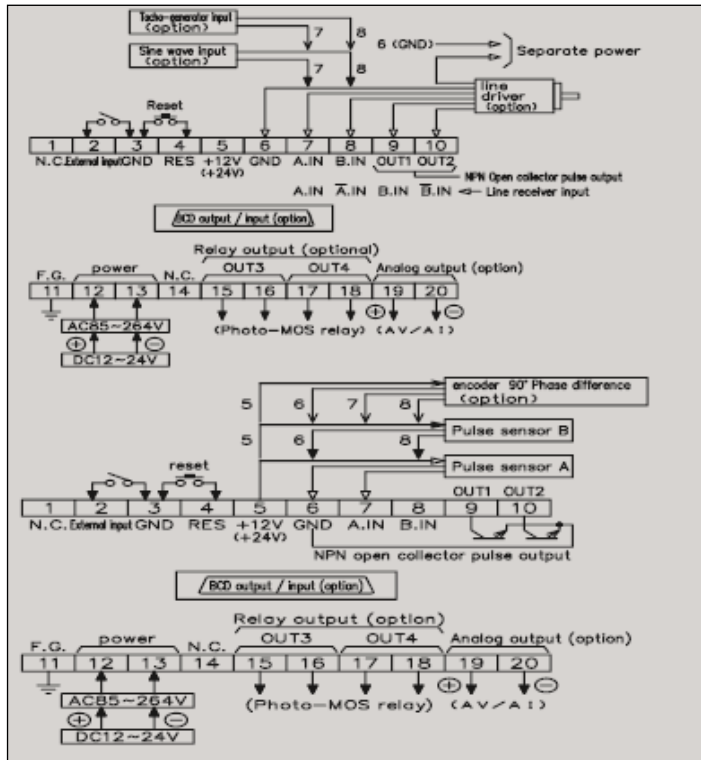 Tacho-generator input
(option)
7 8
Sine wave input
(option)
7 8
6 (GND)
Separate power
line
driver
(option)
Reset
1 2 3 4 5 6 7 8 9 10
N.C. External input GND RES +12V GND A.IN B.IN OUT1 OUT2
(+24V)
NPN Open collector pulse output
A.IN A̅.IN B.IN B̅.IN Line receiver input
BCD output / input (option)
Relay output (optional)
F.G. power N.C. OUT3 OUT4 Analog output (option)
11 12 13 14 15 16 17 18 19 20
+ −
AC85~264V (Photo-MOS relay) (AV/AI)
+ −
DC12~24V
encoder 90° Phase difference
(option)
5 6 7 8
Pulse sensor B
5 6 8
Pulse sensor A
reset
OUT1 OUT2
1 2 3 4 5 6 7 8 9 10
N.C. External input GND RES +12V GND A.IN B.IN
(+24V)
NPN open collector pulse output
BCD output / input (option)
Relay output (option)
F.G. power N.C. OUT3 OUT4 Analog output (option)
11 12 13 14 15 16 17 18 19 20
+ −
AC85~264V (Photo-MOS relay) (AV/AI)
+ −
DC12~24V